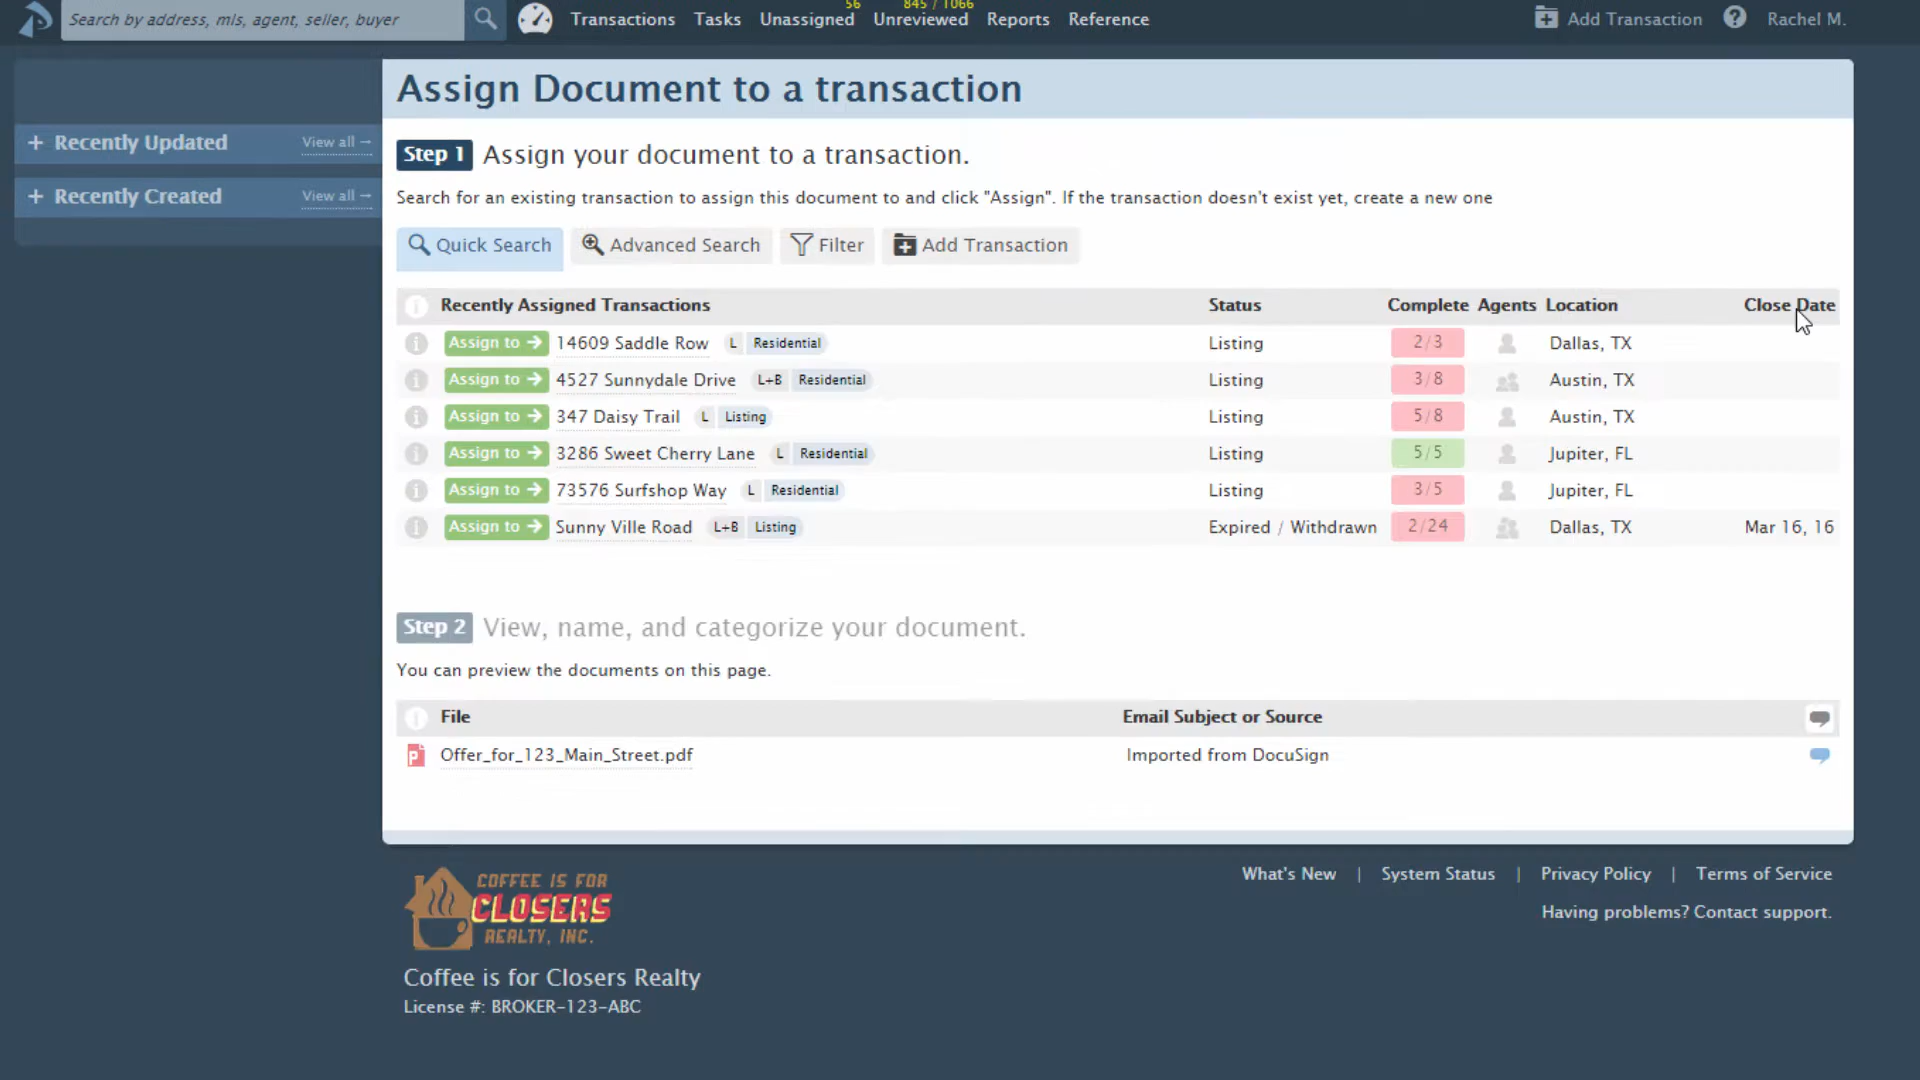 56 845 / 1066
Search by address, mls, agent, seller, buyer Transactions Tasks Unassigned Unreviewed Reports Reference Add Transaction Rachel M.
Assign Document to a transaction
+ Recently Updated View all →
+ Recently Created View all →
Step 1 Assign your document to a transaction.
Search for an existing transaction to assign this document to and click "Assign". If the transaction doesn't exist yet, create a new one
Quick Search Advanced Search Filter Add Transaction
Recently Assigned Transactions Status Complete Agents Location Close Date
Assign to → 14609 Saddle Row L Residential Listing 2/3 Dallas, TX
Assign to → 4527 Sunnydale Drive L+B Residential Listing 3/8 Austin, TX
Assign to → 347 Daisy Trail L Listing Listing 5/8 Austin, TX
Assign to → 3286 Sweet Cherry Lane L Residential Listing 5/5 Jupiter, FL
Assign to → 73576 Surfshop Way L Residential Listing 3/5 Jupiter, FL
Assign to → Sunny Ville Road L+B Listing Expired / Withdrawn 2/24 Dallas, TX Mar 16, 16
Step 2 View, name, and categorize your document.
You can preview the documents on this page.
File Email Subject or Source
Offer_for_123_Main_Street.pdf Imported from DocuSign
What's New | System Status | Privacy Policy | Terms of Service
Having problems? Contact support.
COFFEE IS FOR
CLOSERS
REALTY, INC.
Coffee is for Closers Realty
License #: BROKER-123-ABC